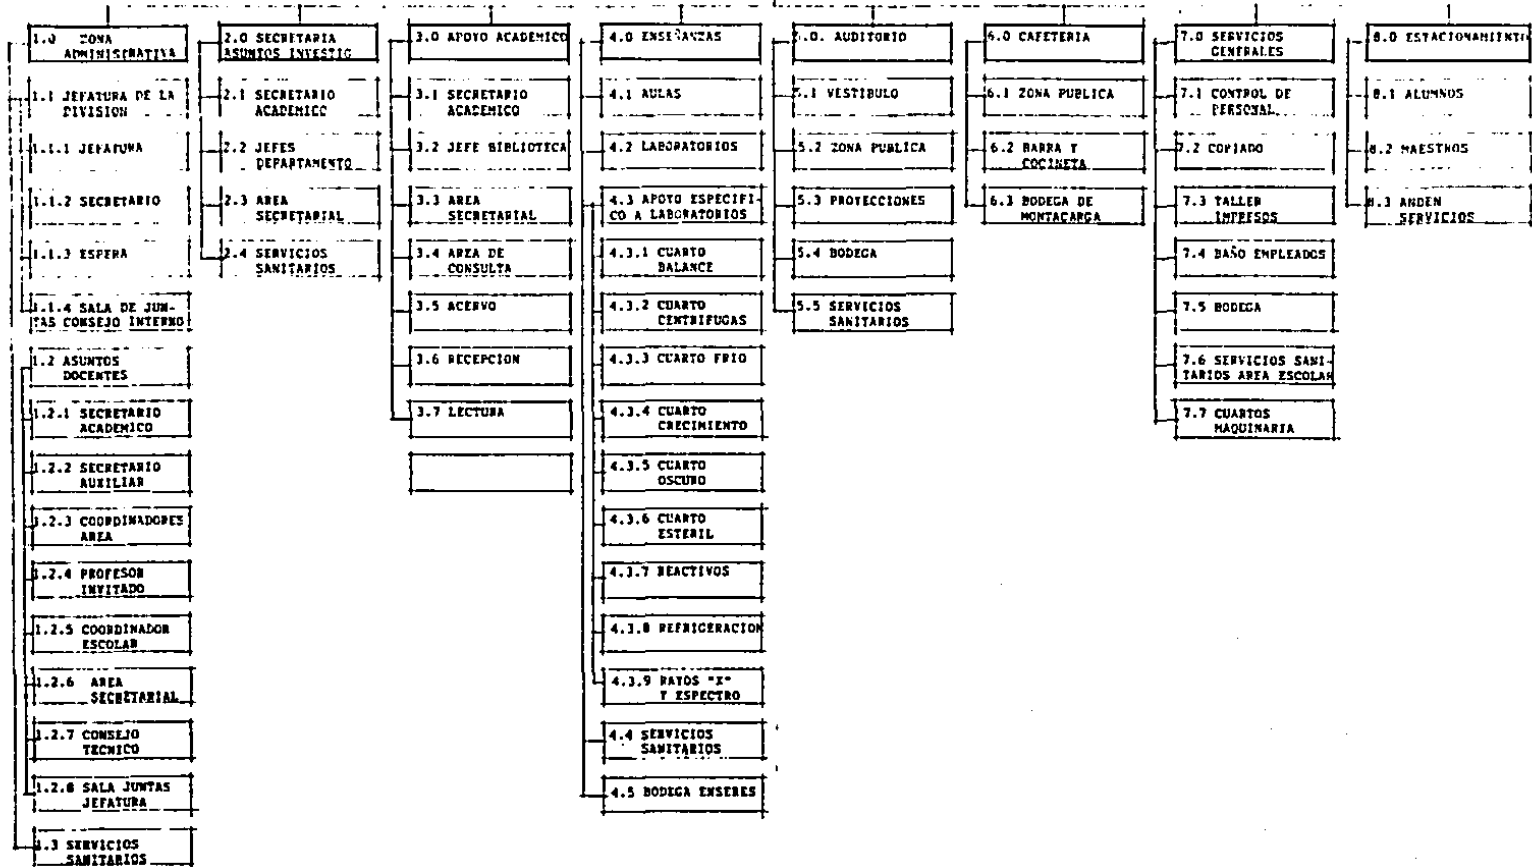 1.0 ZONA
ADMINISTRATIVA
1.1 JEFATURA DE LA
DIVISION
1.1.1 JEFATURA
1.1.2 SECRETARIO
1.1.3 ESPERA
1.1.4 SALA DE JUN-
TAS CONSEJO INTERNO
1.2 ASUNTOS
DOCENTES
1.2.1 SECRETARIO
ACADEMICO
1.2.2 SECRETARIO
AUXILIAR
1.2.3 COORDINADORES
AREA
1.2.4 PROFESOR
INVITADO
1.2.5 COORDINADOR
ESCOLAR
1.2.6 AREA
SECRETARIAL
1.2.7 CONSEJO
TECNICO
1.2.8 SALA JUNTAS
JEFATURA
1.3 SERVICIOS
SANITARIOS
2.0 SECRETARIA
ASUNTOS INVESTIG
2.1 SECRETARIO
ACADEMICO
2.2 JEFES
DEPARTAMENTO
2.3 AREA
SECRETARIAL
2.4 SERVICIOS
SANITARIOS
3.0 APOYO ACADEMICO
3.1 SECRETARIO
ACADEMICO
3.2 JEFE BIBLIOTECA
3.3 AREA
SECRETARIAL
3.4 AREA DE
CONSULTA
3.5 ACERVO
3.6 RECEPCION
3.7 LECTURA
4.0 ENSEÑANZAS
4.1 AULAS
4.2 LABORATORIOS
4.3 APOYO ESPECIFI-
CO A LABORATORIOS
4.3.1 CUARTO
BALANCE
4.3.2 CUARTO
CENTRIFUGAS
4.3.3 CUARTO FRIO
4.3.4 CUARTO
CRECIMIENTO
4.3.5 CUARTO
OSCURO
4.3.6 CUARTO
ESTERIL
4.3.7 REACTIVOS
4.3.8 REFRIGERACION
4.3.9 RAYOS "X"
Y ESPECTRO
4.4 SERVICIOS
SANITARIOS
4.5 BODEGA ENSERES
5.0. AUDITORIO
5.1 VESTIBULO
5.2 ZONA PUBLICA
5.3 PROYECCIONES
5.4 BODEGA
5.5 SERVICIOS
SANITARIOS
6.0 CAFETERIA
6.1 ZONA PUBLICA
6.2 BARRA Y
COCINETA
6.3 BODEGA DE
MONTACARGA
7.0 SERVICIOS
GENERALES
7.1 CONTROL DE
PERSONAL
7.2 COPIADO
7.3 TALLER
IMPRESOS
7.4 BAÑO EMPLEADOS
7.5 BODEGA
7.6 SERVICIOS SANI-
TARIOS AREA ESCOLAR
7.7 CUARTOS
MAQUINARIA
8.0 ESTACIONAMIENTO
8.1 ALUMNOS
8.2 MAESTROS
8.3 ANDEN
SERVICIOS